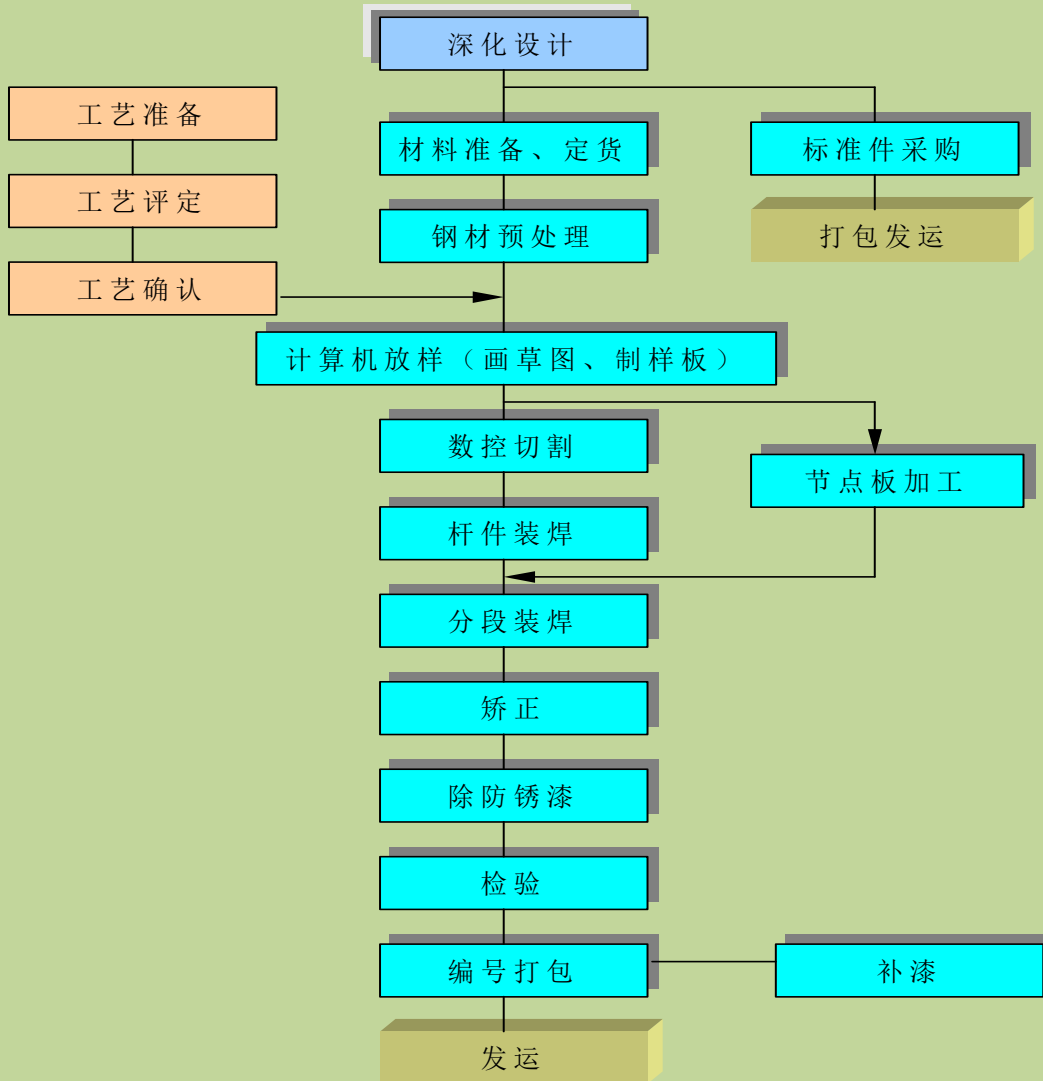 深化设计
工艺准备
材料准备、定货
标准件采购
工艺评定
钢材预处理
打包发运
工艺确认
计算机放样（画草图、制样板）
数控切割
节点板加工
杆件装焊
分段装焊
矫正
除防锈漆
检验
编号打包
补漆
发运